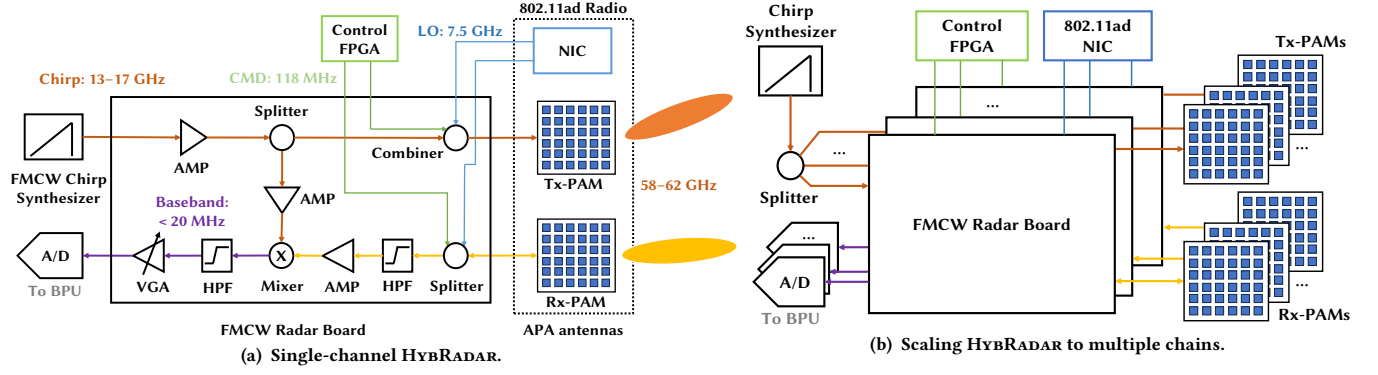 802.11ad Radio
Control
FPGA
LO: 7.5 GHz
NIC
Chirp: 13–17 GHz
CMD: 118 MHz
Splitter
AMP
Combiner
FMCW Chirp
Synthesizer
Tx-PAM
AMP
58–62 GHz
Baseband:
< 20 MHz
A/D
To BPU
VGA
HPF
X
Mixer
AMP
HPF
Splitter
Rx-PAM
FMCW Radar Board
APA antennas
(a) Single-channel HYBRADAR.
Chirp
Synthesizer
Control
FPGA
802.11ad
NIC
Tx-PAMs
...
...
...
Splitter
FMCW Radar Board
...
A/D
To BPU
...
Rx-PAMs
(b) Scaling HYBRADAR to multiple chains.